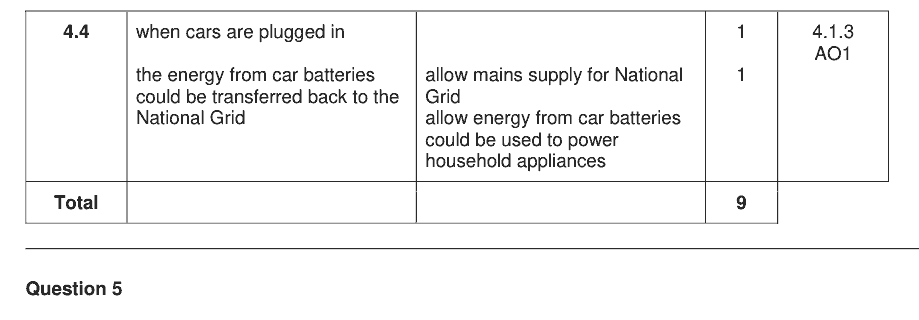 4.4 when cars are plugged in 1 4.1.3
AO1
the energy from car batteries
could be transferred back to the
National Grid
allow mains supply for National
Grid
allow energy from car batteries
could be used to power
household appliances
1
Total 9
Question 5